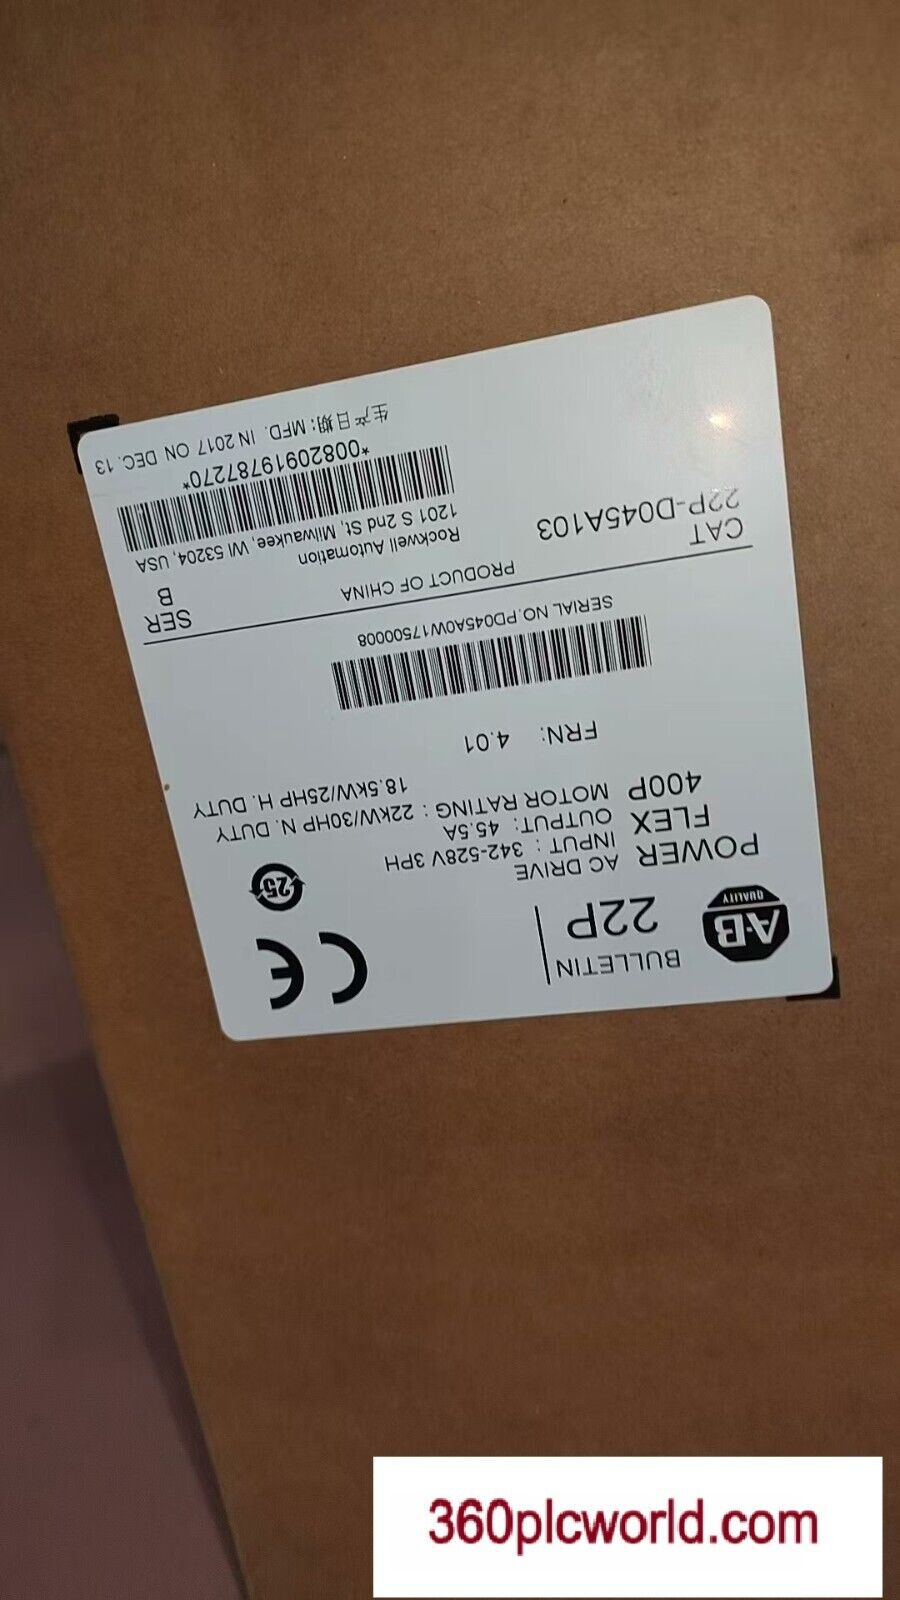 A-B
QUALITY
BULLETIN
22P
CE
25
POWER
FLEX
400P
AC DRIVE
INPUT : 342-528V 3PH
OUTPUT: 45.5A
MOTOR RATING : 22kW/30HP N. DUTY
18.5kW/25HP H. DUTY
FRN: 4.01
SERIAL NO.PD045A0W17500008
PRODUCT OF CHINA
CAT
22P-D045A103
SER
B
Rockwell Automation
1201 S 2nd St, Milwaukee, WI 53204, USA
*00820919787270*
生产日期: MFD. IN 2017 ON DEC. 13
360plcworld.com